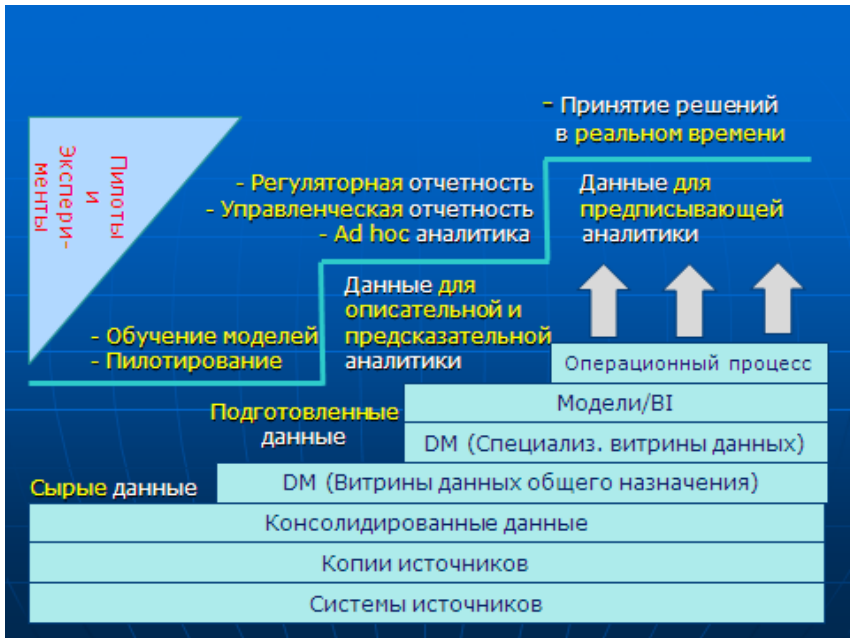 - Принятие решений
в реальном времени
Пилоты
и
Экспери-
менты
- Регуляторная отчетность
- Управленческая отчетность
- Ad hoc аналитика
Данные для
предписывающей
аналитики
- Обучение моделей
- Пилотирование
Данные для
описательной и
предсказательной
аналитики
Операционный процесс
Модели/BI
Подготовленные
данные
DM (Специализ. витрины данных)
Сырые данные
DM (Витрины данных общего назначения)
Консолидированные данные
Копии источников
Системы источников